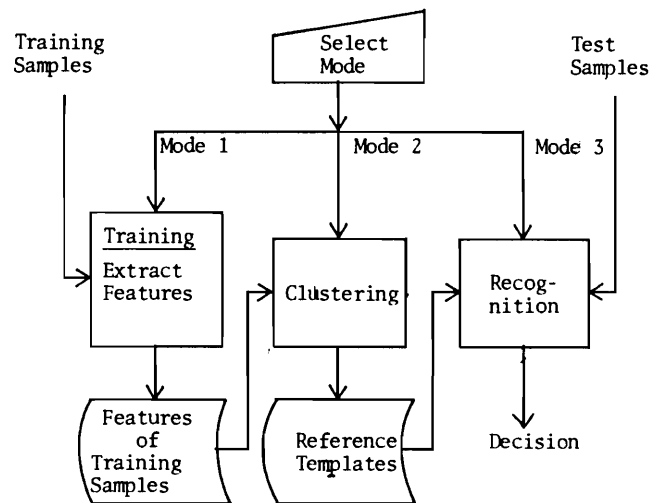 Training
Samples
Select
Mode
Test
Samples
Mode 1
Mode 2
Mode 3
Training
Extract
Features
Clustering
Recog-
nition
Features
of
Training
Samples
Reference
Templates
Decision